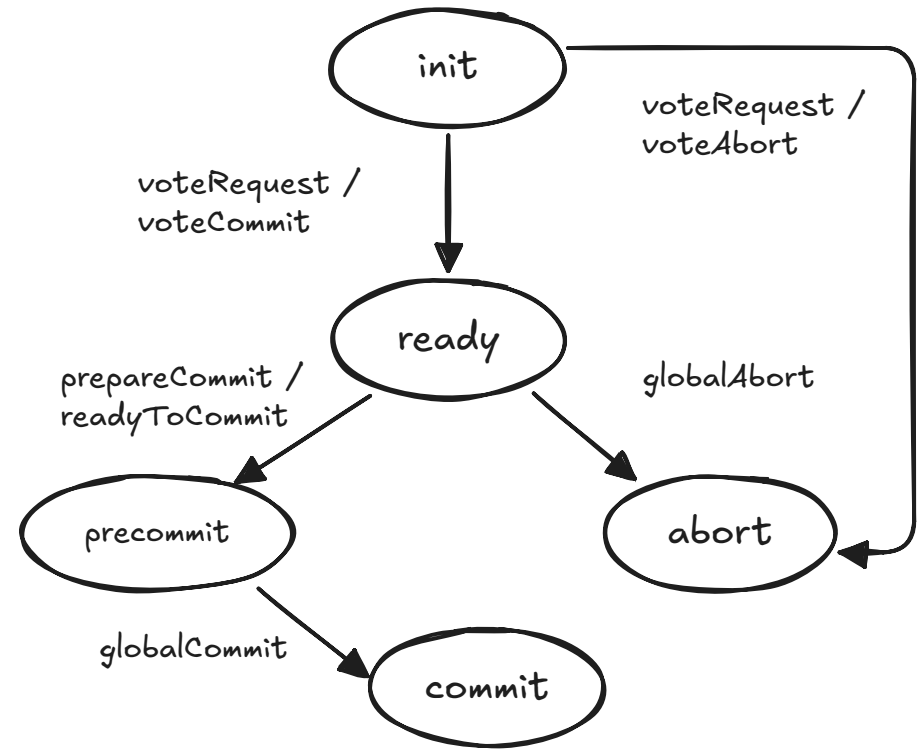 init
voteRequest /
voteAbort
voteRequest /
voteCommit
ready
prepareCommit /
readyToCommit
globalAbort
precommit
abort
globalCommit
commit